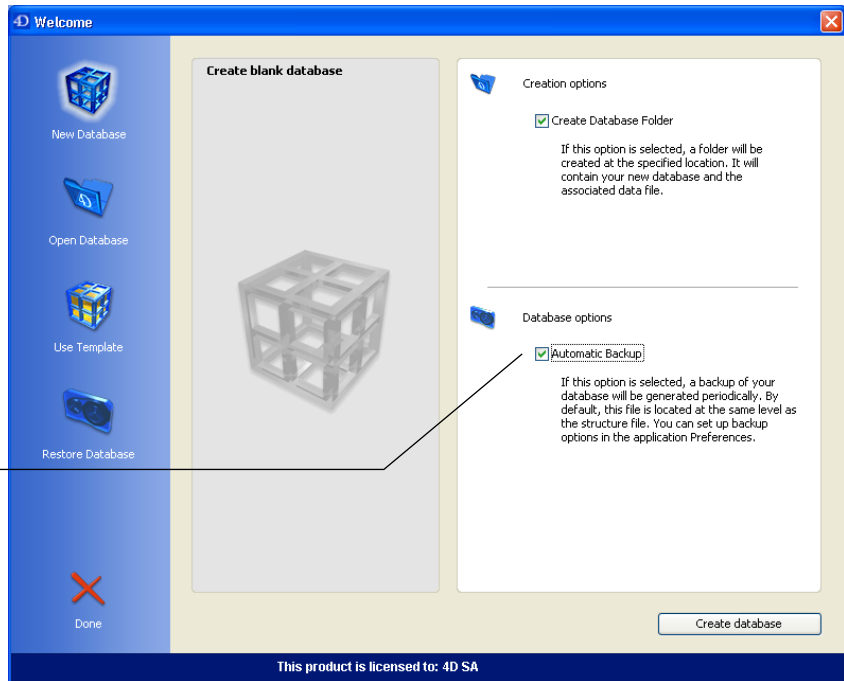 4D Welcome
New Database
Open Database
Use Template
Restore Database
Done
Create blank database
Creation options
Create Database Folder
If this option is selected, a folder will be
created at the specified location. It will
contain your new database and the
associated data file.
Database options
Automatic Backup
If this option is selected, a backup of your
database will be generated periodically. By
default, this file is located at the same level as
the structure file. You can set up backup
options in the application Preferences.
Create database
This product is licensed to: 4D SA